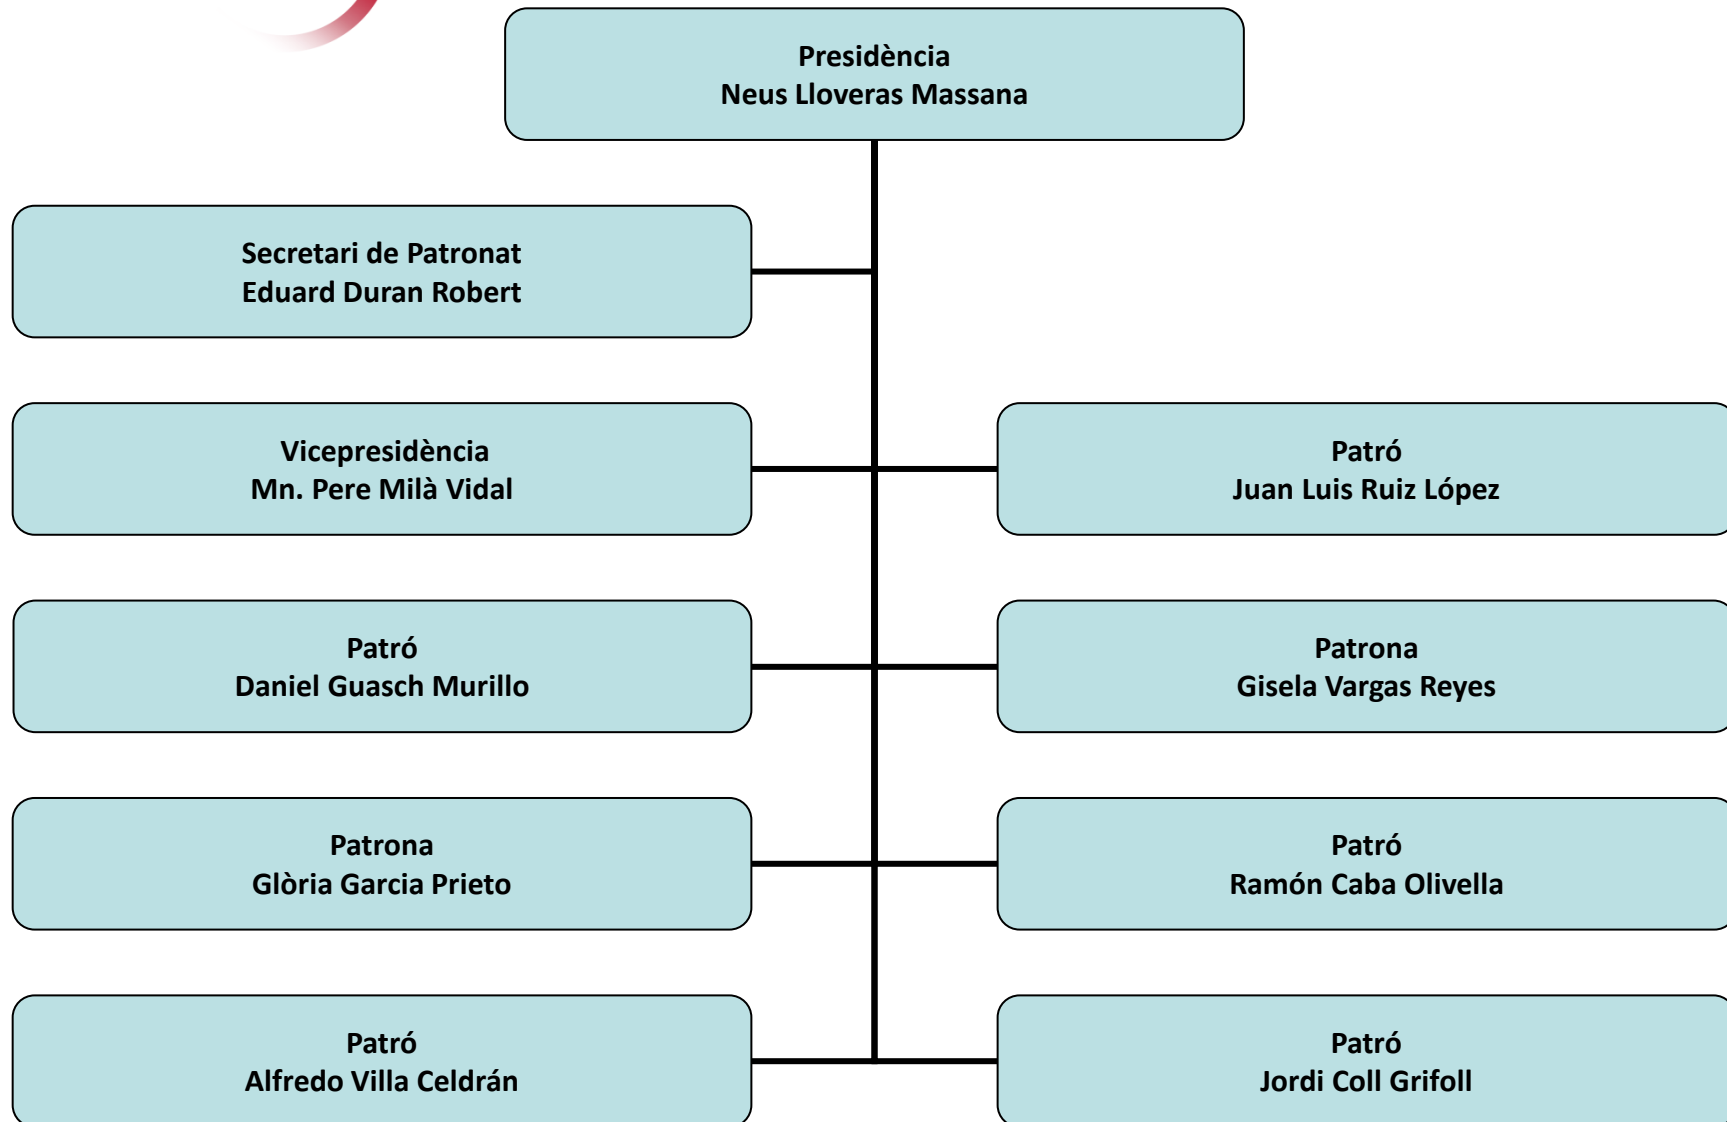 Presidència
Neus Lloveras Massana
Secretari de Patronat
Eduard Duran Robert
Vicepresidència
Mn. Pere Milà Vidal
Patró
Juan Luis Ruiz López
Patró
Daniel Guasch Murillo
Patrona
Gisela Vargas Reyes
Patrona
Glòria Garcia Prieto
Patró
Ramón Caba Olivella
Patró
Alfredo Villa Celdrán
Patró
Jordi Coll Grifoll